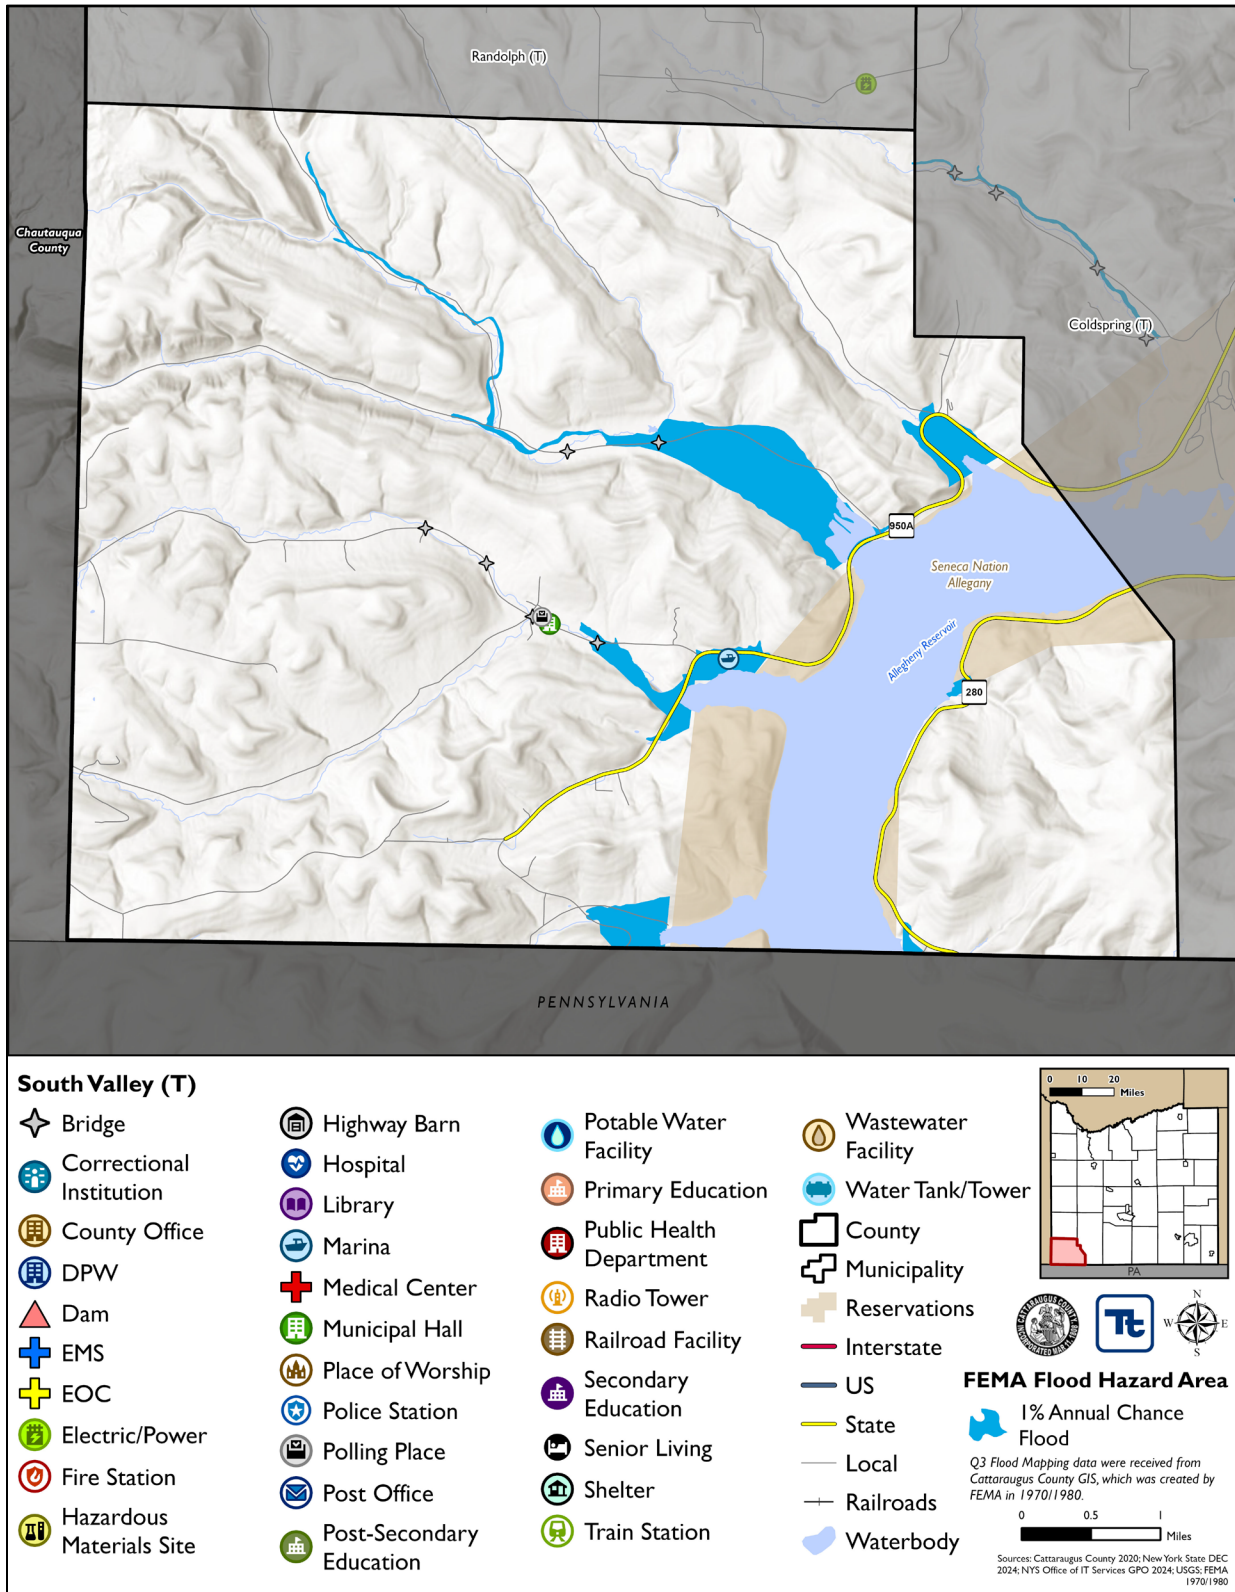 Randolph (T)
Chautauqua
County
Coldspring (T)
950A
Seneca Nation
Allegany
Allegheny Reservoir
280
PENNSYLVANIA
South Valley (T)
Bridge
Correctional
Institution
County Office
DPW
Dam
EMS
EOC
Electric/Power
Fire Station
Hazardous
Materials Site
Highway Barn
Hospital
Library
Marina
Medical Center
Municipal Hall
Place of Worship
Police Station
Polling Place
Post Office
Post-Secondary
Education
Potable Water
Facility
Primary Education
Public Health
Department
Radio Tower
Railroad Facility
Secondary
Education
Senior Living
Shelter
Train Station
Wastewater
Facility
Water Tank/Tower
County
Municipality
Reservations
Interstate
US
State
Local
Railroads
Waterbody
0 10 20
Miles
PA
Tt
N
W E
S
FEMA Flood Hazard Area
1% Annual Chance
Flood
Q3 Flood Mapping data were received from
Cattaraugus County GIS, which was created by
FEMA in 1970/1980.
0 0.5 1
Miles
Sources: Cattaraugus County 2020; New York State DEC
2024; NYS Office of IT Services GPO 2024; USGS; FEMA
1970/1980